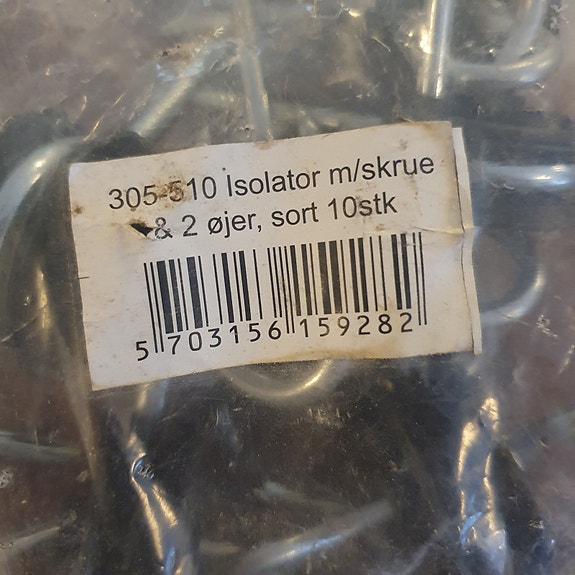 305-510 Isolator m/skrue
& 2 øjer, sort 10stk
5 703156 159282